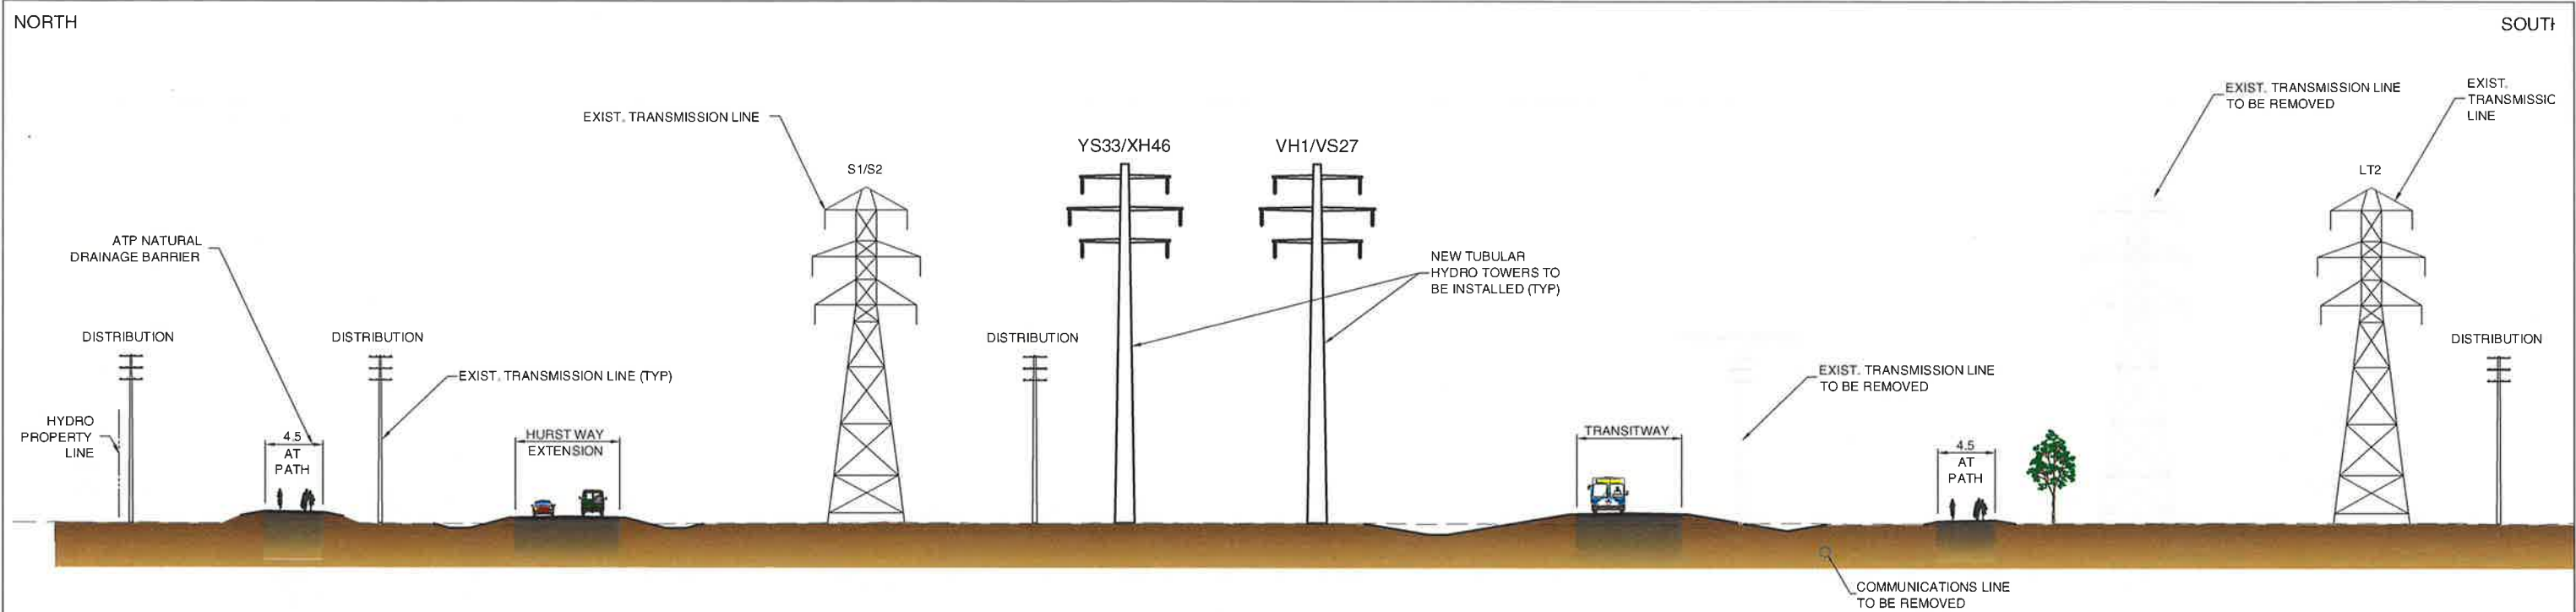 NORTH
SOUTH
EXIST. TRANSMISSION LINE
TO BE REMOVED
EXIST.
TRANSMISSIC
LINE
EXIST. TRANSMISSION LINE
YS33/XH46
VH1/VS27
S1/S2
LT2
ATP NATURAL
DRAINAGE BARRIER
NEW TUBULAR
HYDRO TOWERS TO
BE INSTALLED (TYP)
DISTRIBUTION
DISTRIBUTION
DISTRIBUTION
DISTRIBUTION
EXIST. TRANSMISSION LINE (TYP)
EXIST. TRANSMISSION LINE
TO BE REMOVED
HYDRO
PROPERTY
LINE
4.5
AT
PATH
HURST WAY
EXTENSION
TRANSITWAY
4.5
AT
PATH
COMMUNICATIONS LINE
TO BE REMOVED